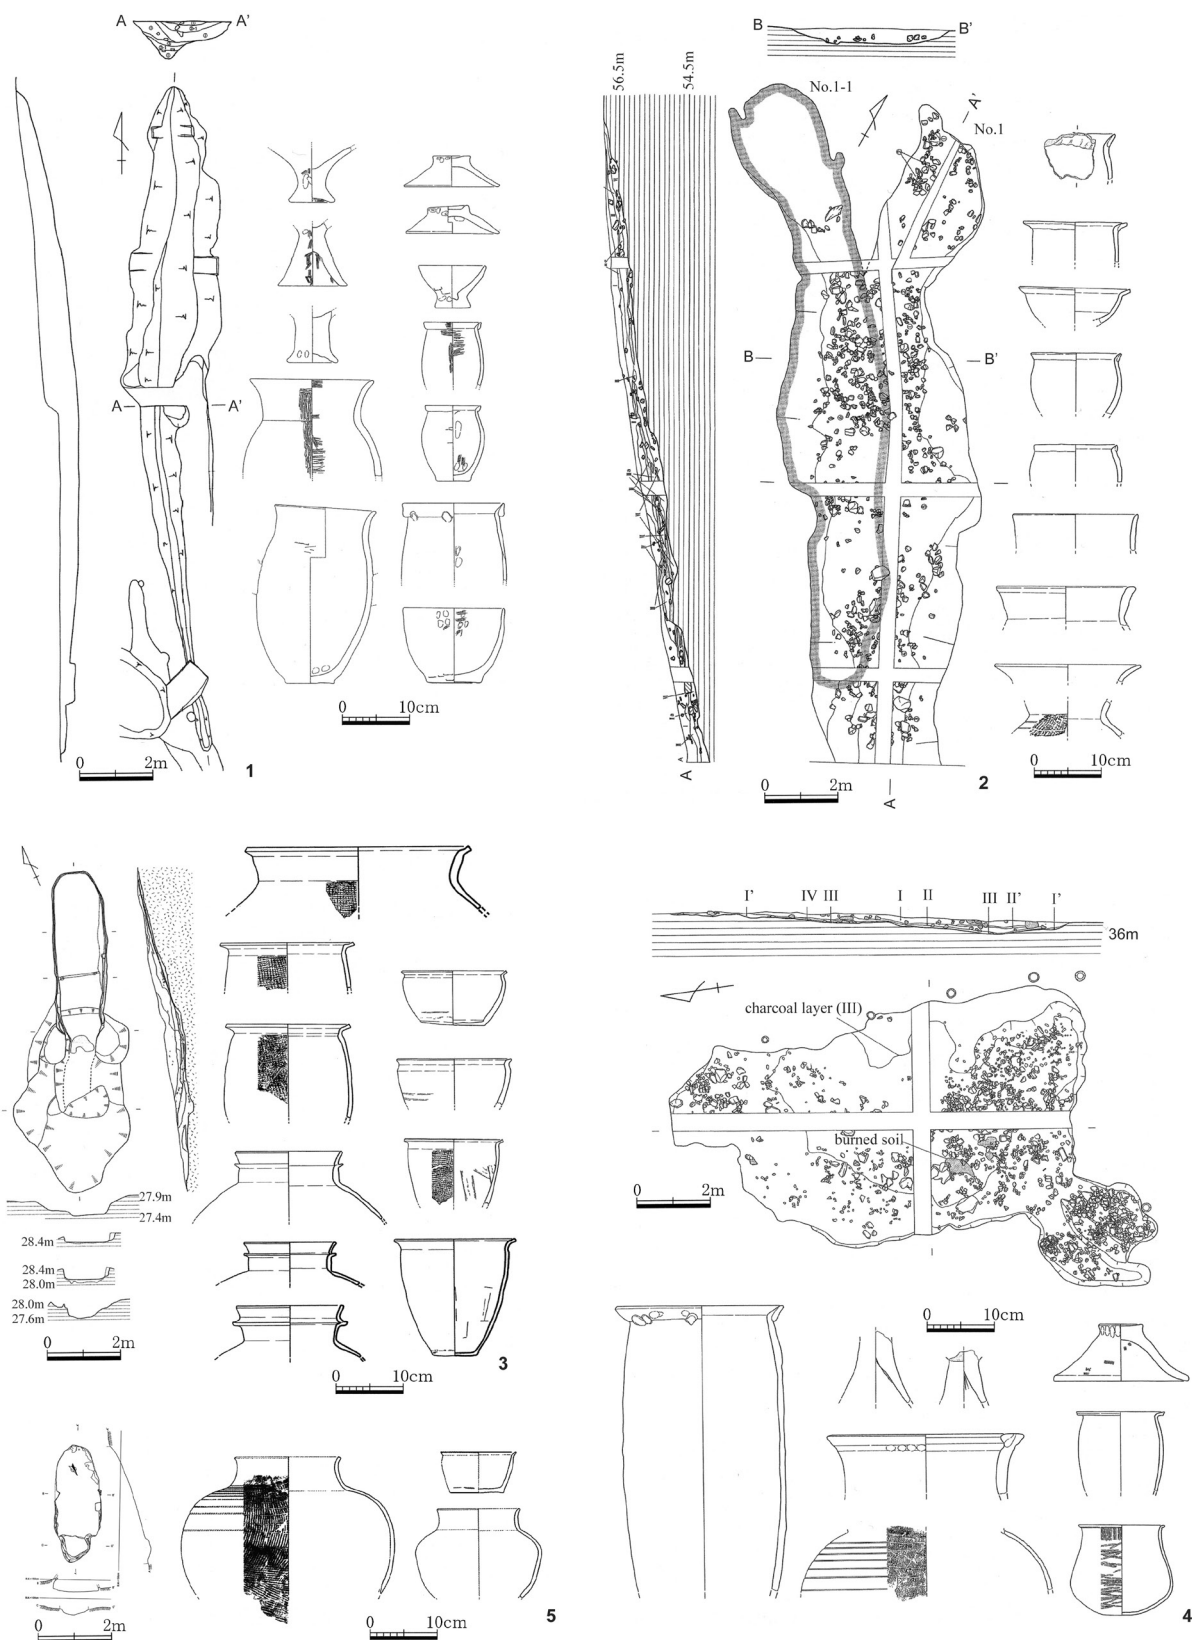 A A'
A A'
0 2m
0 10cm
1
56.5m 54.5m
B B'
No.1-1
A'
No.1
B B'
A
A
0 2m
0 10cm
2
27.9m
27.4m
28.4m
28.4m
28.0m
28.0m
27.6m
0 2m
0 10cm
3
I' IV III I II III II' I'
36m
charcoal layer (III)
burned soil
0 2m
0 10cm
4
0 2m
0 10cm
5